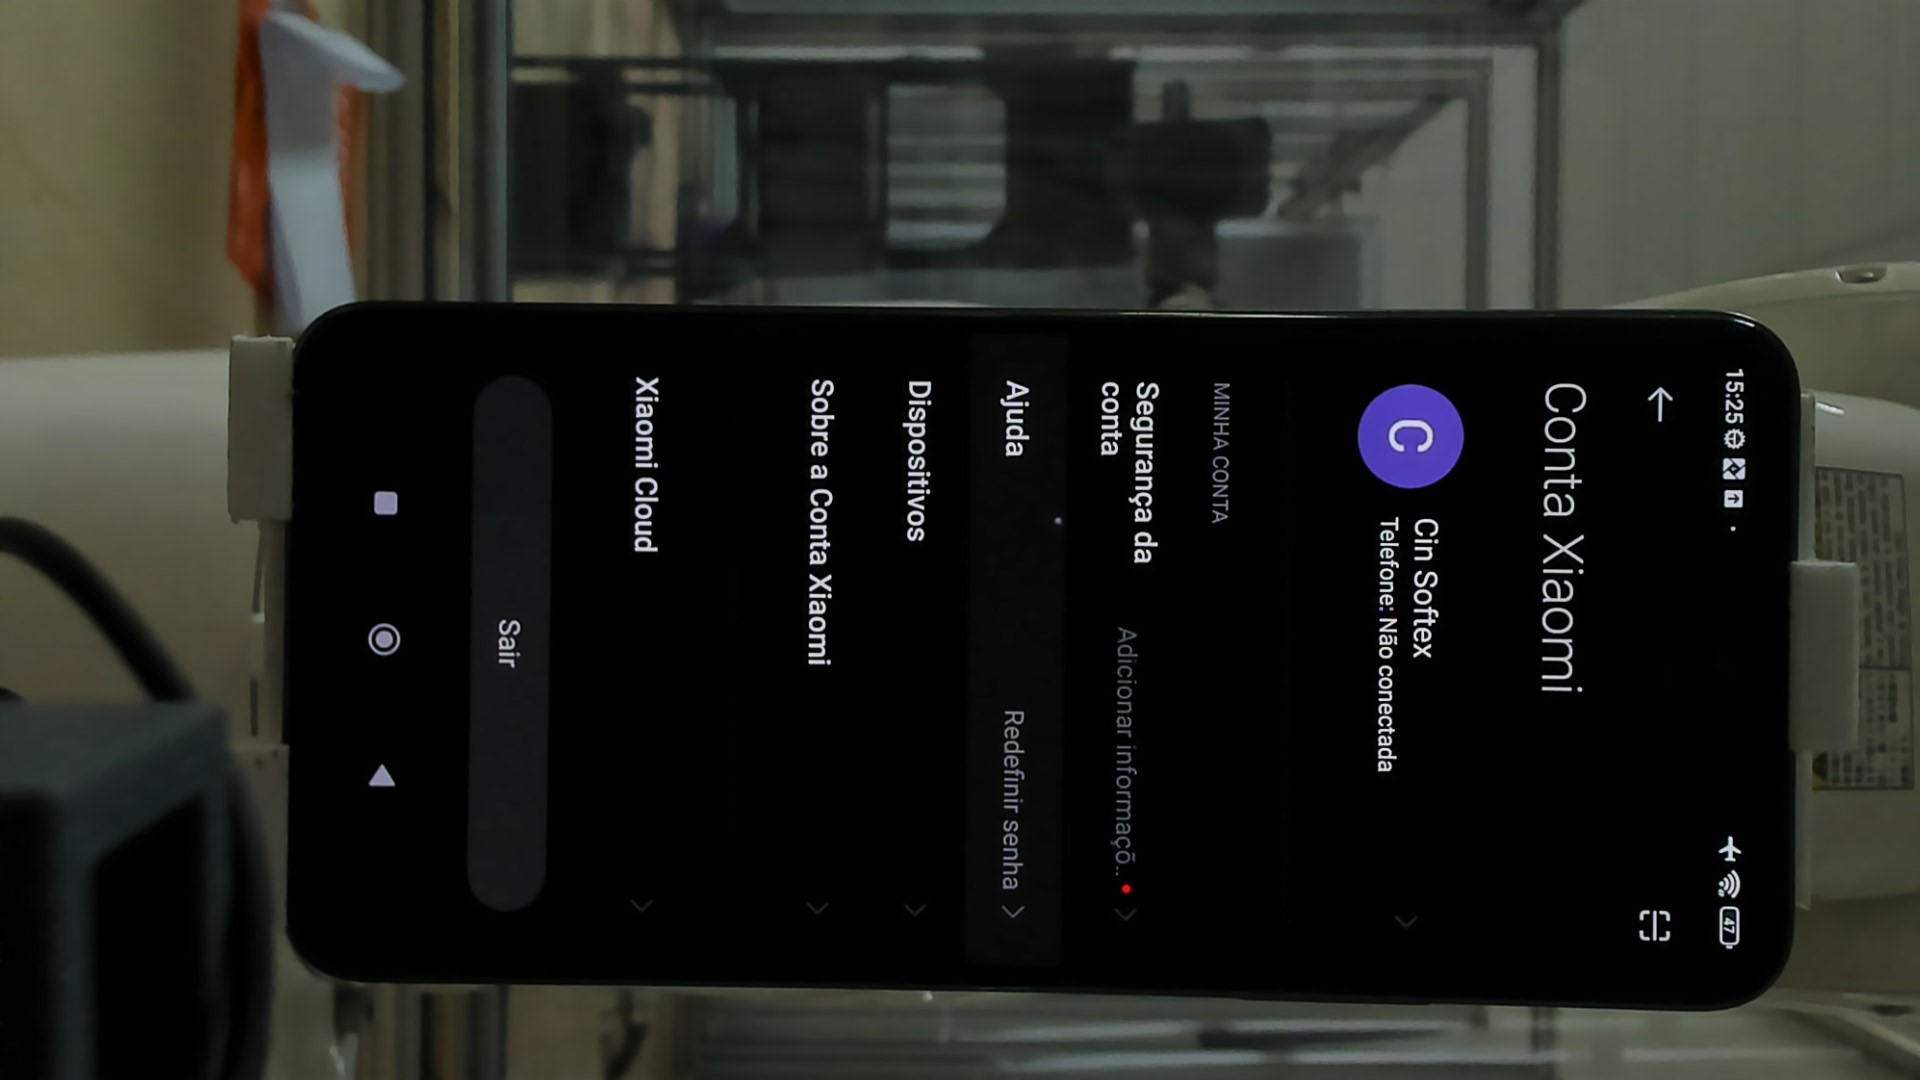 15:25
47
Conta Xiaomi
C
Cin Softex
Telefone: Não conectada
MINHA CONTA
Segurança da
conta
Adicionar informaçõ..
Ajuda
Redefinir senha
Dispositivos
Sobre a Conta Xiaomi
Xiaomi Cloud
Sair